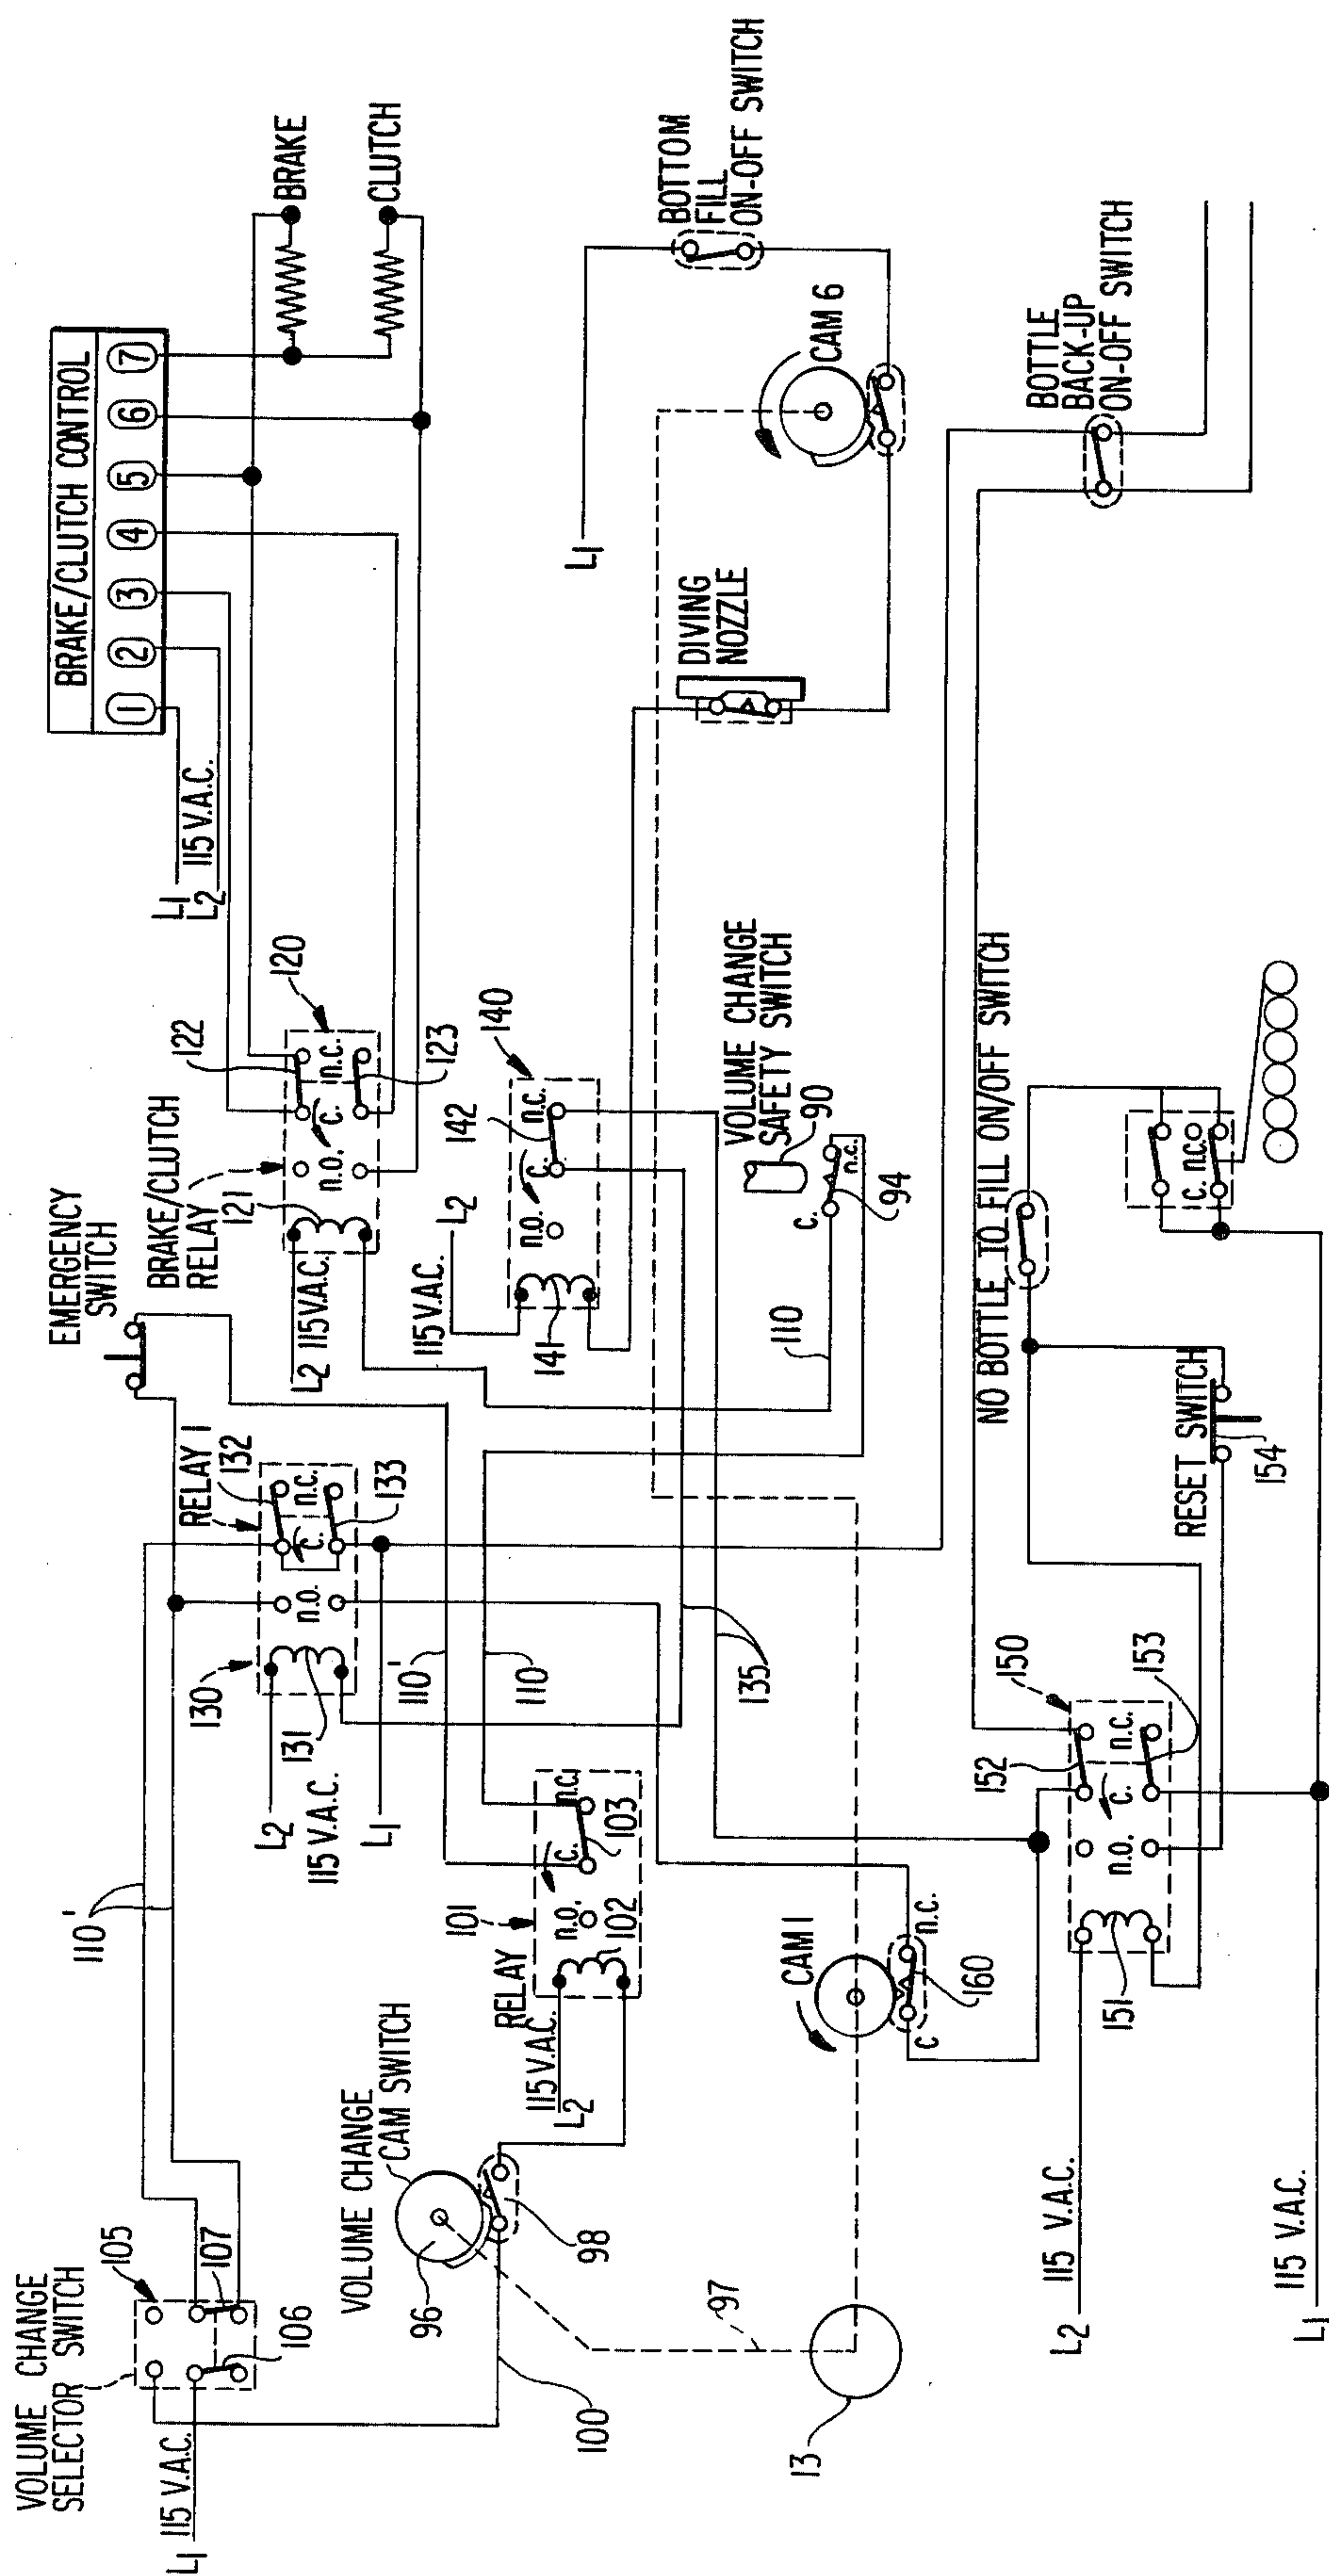 VOLUME CHANGE
SELECTOR SWITCH
105
107
106
L1 115 V.A.C.
110'
VOLUME CHANGE
CAM SWITCH
96
98
100
97
13
EMERGENCY
SWITCH
RELAY 1
132
n.c.
C.
133
n.o.
130
131
L2
115 V.A.C.
L1
110'
110'
135
101
RELAY
n.c.
C.
103
n.o.
102
115 V.A.C.
L2
BRAKE/CLUTCH CONTROL
1 2 3 4 5 6 7
L1
L2 115 V.A.C.
BRAKE
CLUTCH
BRAKE/CLUTCH
RELAY
120
122
n.c.
C.
123
n.o.
121
L2 115 V.A.C.
140
142
n.c.
C.
n.o.
141
L2
115 V.A.C.
VOLUME CHANGE
SAFETY SWITCH
90
n.c.
94
C.
110
DIVING
NOZZLE
L1
BOTTOM
FILL
ON-OFF SWITCH
CAM 6
BOTTLE
BACK-UP
ON-OFF SWITCH
CAM 1
n.c.
160
C
NO BOTTLE TO FILL ON/OFF SWITCH
C. n.c.
RESET SWITCH
154
150
152
153
n.c.
C.
n.o.
151
L2 115 V.A.C.
L1 115 V.A.C.